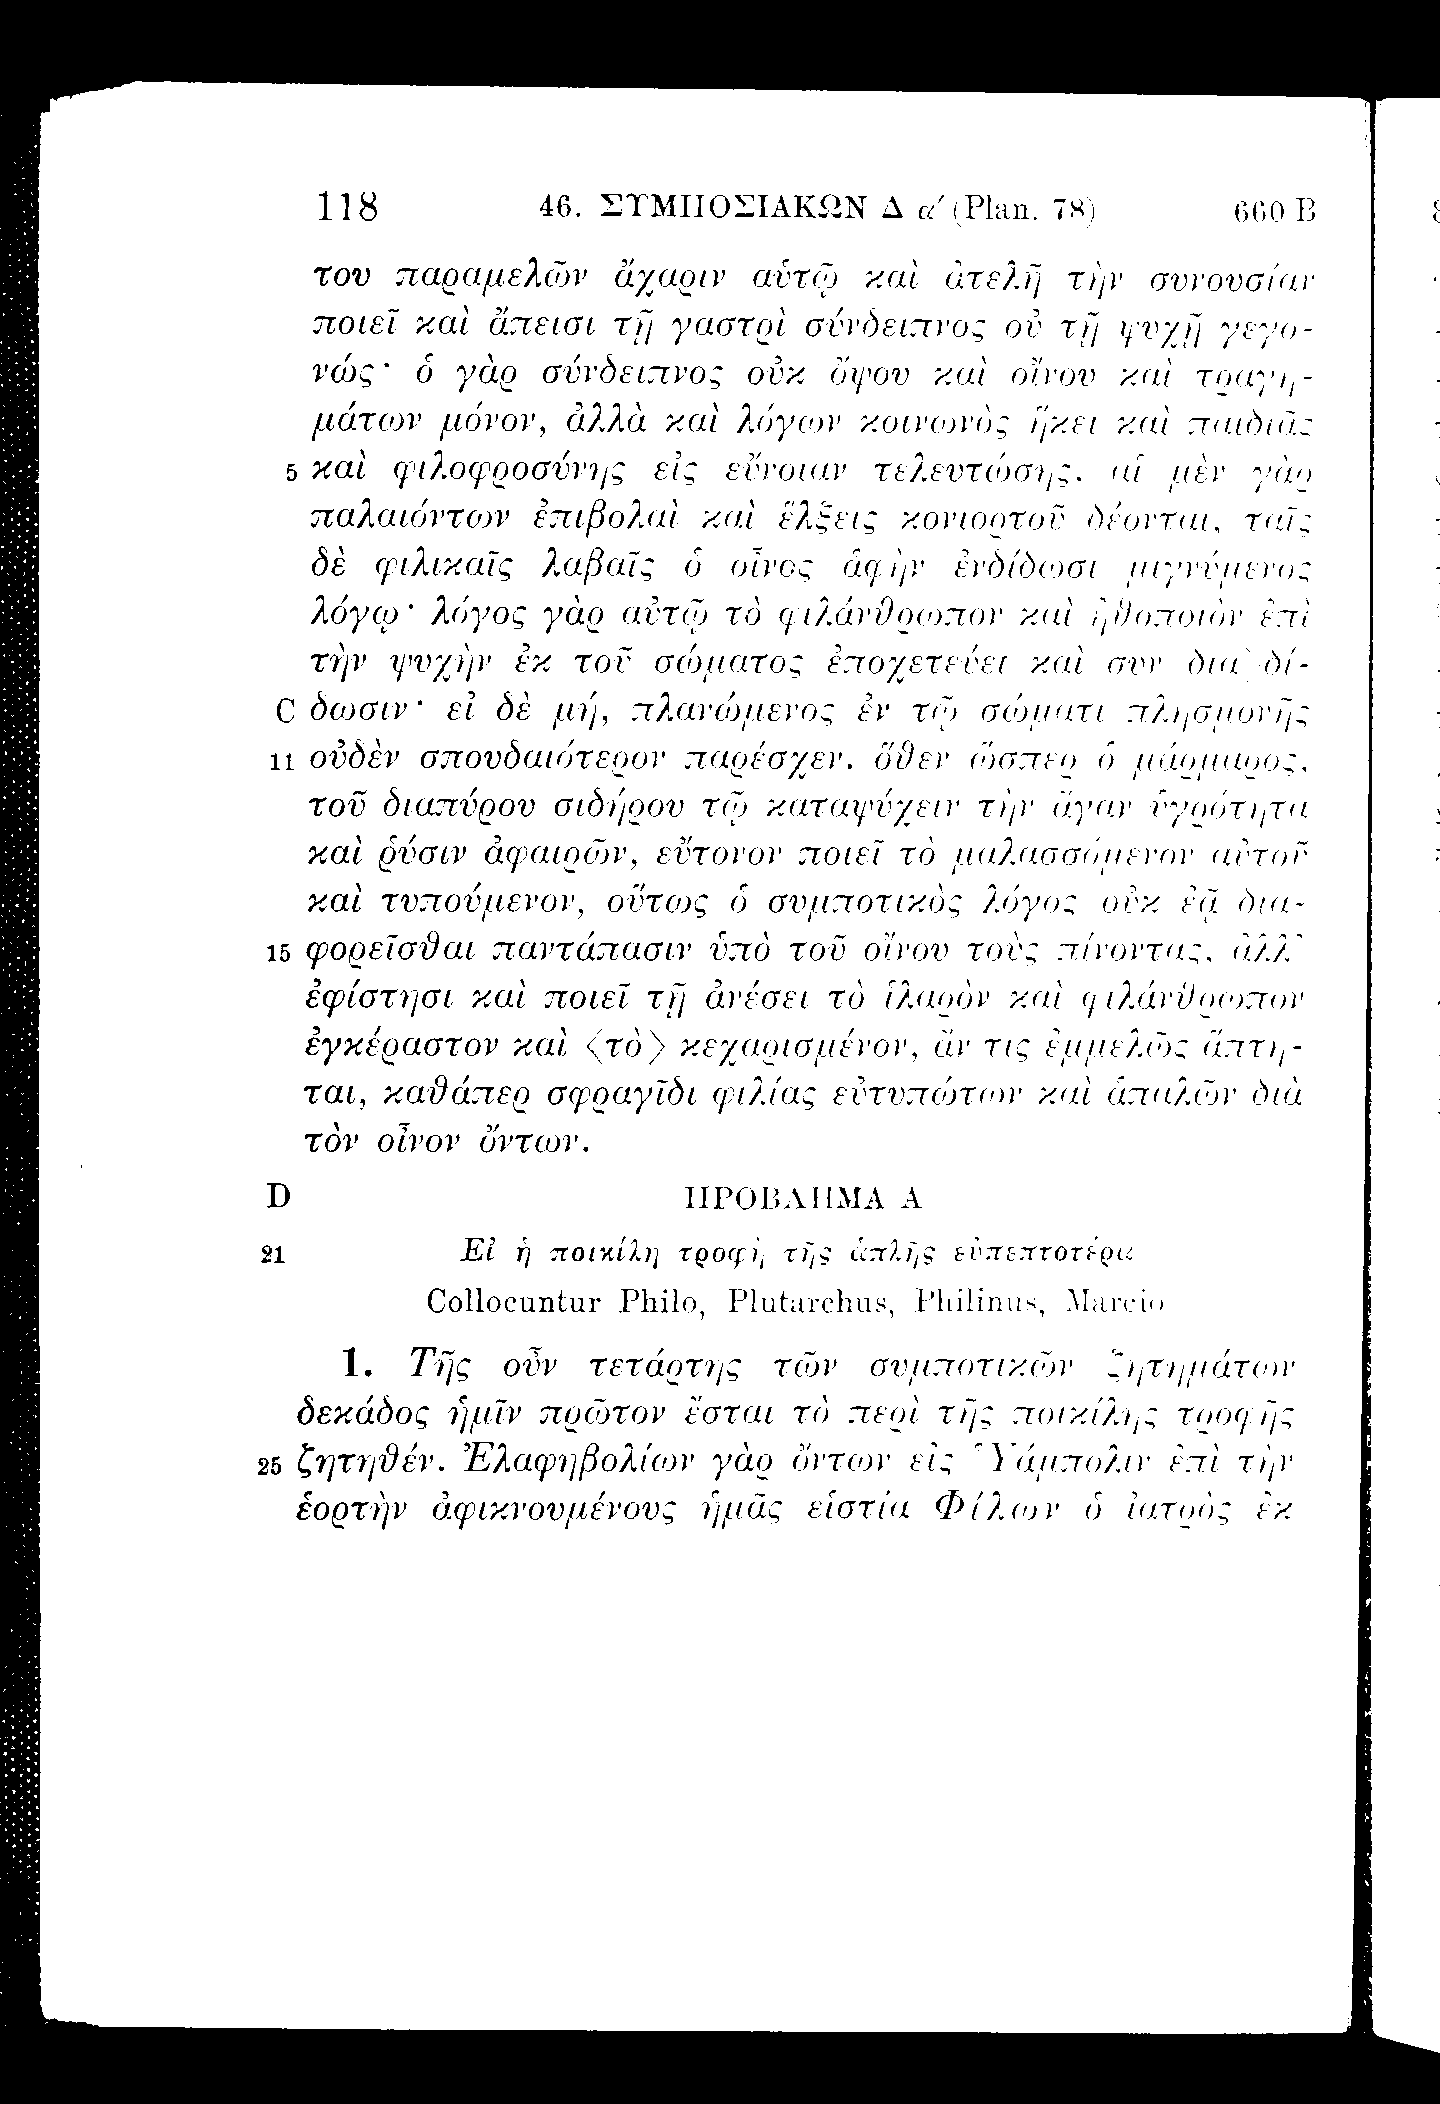 118 46. ΣΥΜΠΟΣΙΑΚΩΝ Δ α′ (Plan. 78) 660 B
του παραμελῶν ἄχαριν αὑτῷ καὶ ἀτελῆ τὴν συνουσίαν
ποιεῖ καὶ ἄπεισι τῇ γαστρὶ σύνδειπνος οὐ τῇ ψυχῇ γεγο-
νώς· ὁ γὰρ σύνδειπνος οὐκ ὄψου καὶ οἴνου καὶ τραγη-
μάτων μόνον, ἀλλὰ καὶ λόγων κοινωνὸς ἥκει καὶ παιδιᾶς
5 καὶ φιλοφροσύνης εἰς εὔνοιαν τελευτώσης. αἱ μὲν γὰρ
παλαιόντων ἐπιβολαὶ καὶ ἕλξεις κονιορτοῦ δέονται, ταῖς
δὲ φιλικαῖς λαβαῖς ὁ οἶνος ἁφὴν ἐνδίδωσι μιγνύμενος
λόγῳ· λόγος γὰρ αὐτῷ τὸ φιλάνθρωπον καὶ ἠθοποιὸν ἐπὶ
τὴν ψυχὴν ἐκ τοῦ σώματος ἐποχετεύει καὶ συν δια δί-
C δωσιν· εἰ δὲ μή, πλανώμενος ἐν τῷ σώματι πλησμονῆς
11 οὐδὲν σπουδαιότερον παρέσχεν. ὅθεν ὥσπερ ὁ μάρμαρος,
τοῦ διαπύρου σιδήρου τῷ καταψύχειν τὴν ἄγαν ὑγρότητα
καὶ ῥύσιν ἀφαιρῶν, εὔτονον ποιεῖ τὸ μαλασσόμενον αὐτοῦ
καὶ τυπούμενον, οὕτως ὁ συμποτικὸς λόγος οὐκ ἐᾷ δια-
15 φορεῖσθαι παντάπασιν ὑπὸ τοῦ οἴνου τοὺς πίνοντας, ἀλλ’
ἐφίστησι καὶ ποιεῖ τῇ ἀνέσει τὸ ἱλαρὸν καὶ φιλάνθρωπον
ἐγκέραστον καὶ ⟨τὸ⟩ κεχαρισμένον, ἄν τις ἐμμελῶς ἅπτη-
ται, καθάπερ σφραγῖδι φιλίας εὐτυπώτων καὶ ἁπαλῶν διὰ
τὸν οἶνον ὄντων.
D ΠΡΟΒΛΗΜΑ Α
21 Εἰ ἡ ποικίλη τροφὴ τῆς ἁπλῆς εὐπεπτοτέρα
Collocuntur Philo, Plutarchus, Philinus, Marcio
1. Τῆς οὖν τετάρτης τῶν συμποτικῶν ζητημάτων
δεκάδος ἡμῖν πρῶτον ἔσται τὸ περὶ τῆς ποικίλης τροφῆς
25 ζητηθέν. Ἐλαφηβολίων γὰρ ὄντων εἰς Ὑάμπολιν ἐπὶ τὴν
ἑορτὴν ἀφικνουμένους ἡμᾶς εἱστία Φίλων ὁ ἰατρὸς ἐκ